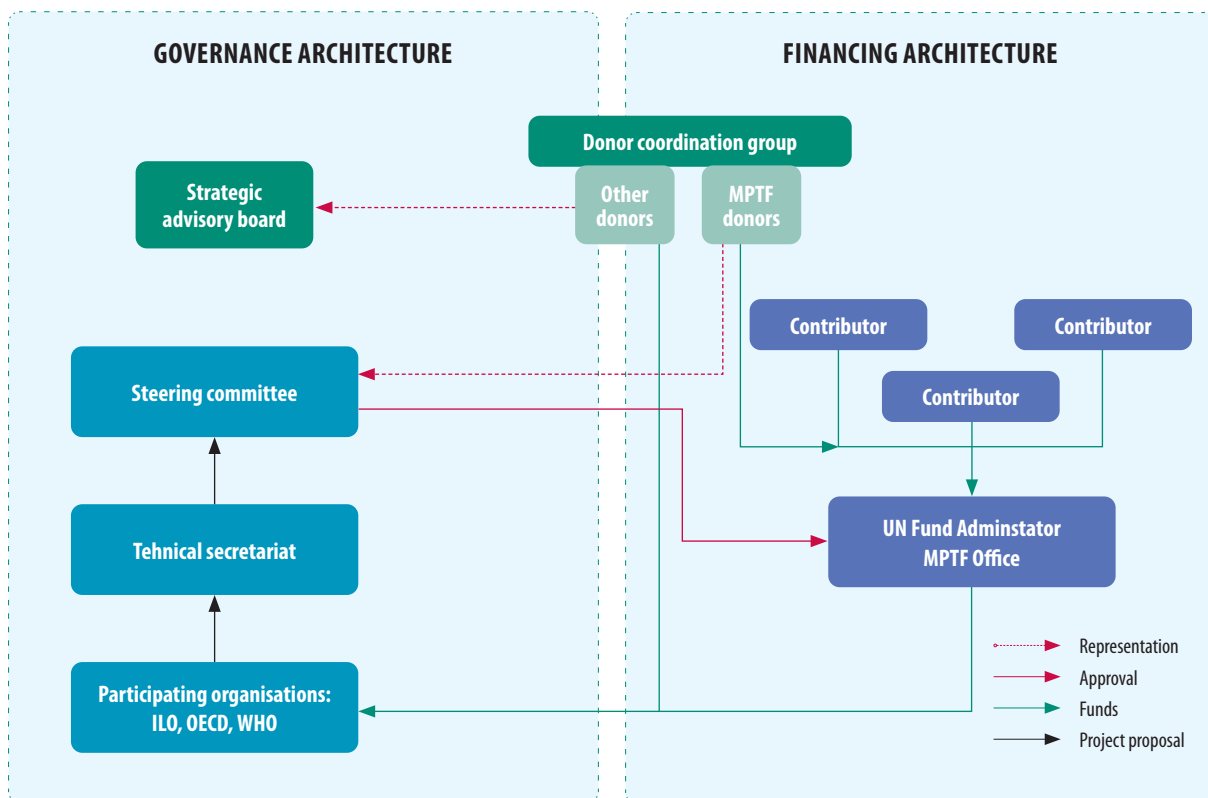 GOVERNANCE ARCHITECTURE
FINANCING ARCHITECTURE
Donor coordination group
Other
donors
MPTF
donors
Strategic
advisory board
Contributor
Contributor
Contributor
Steering committee
UN Fund Adminstator
MPTF Office
Tehnical secretariat
Participating organisations:
ILO, OECD, WHO
Representation
Approval
Funds
Project proposal